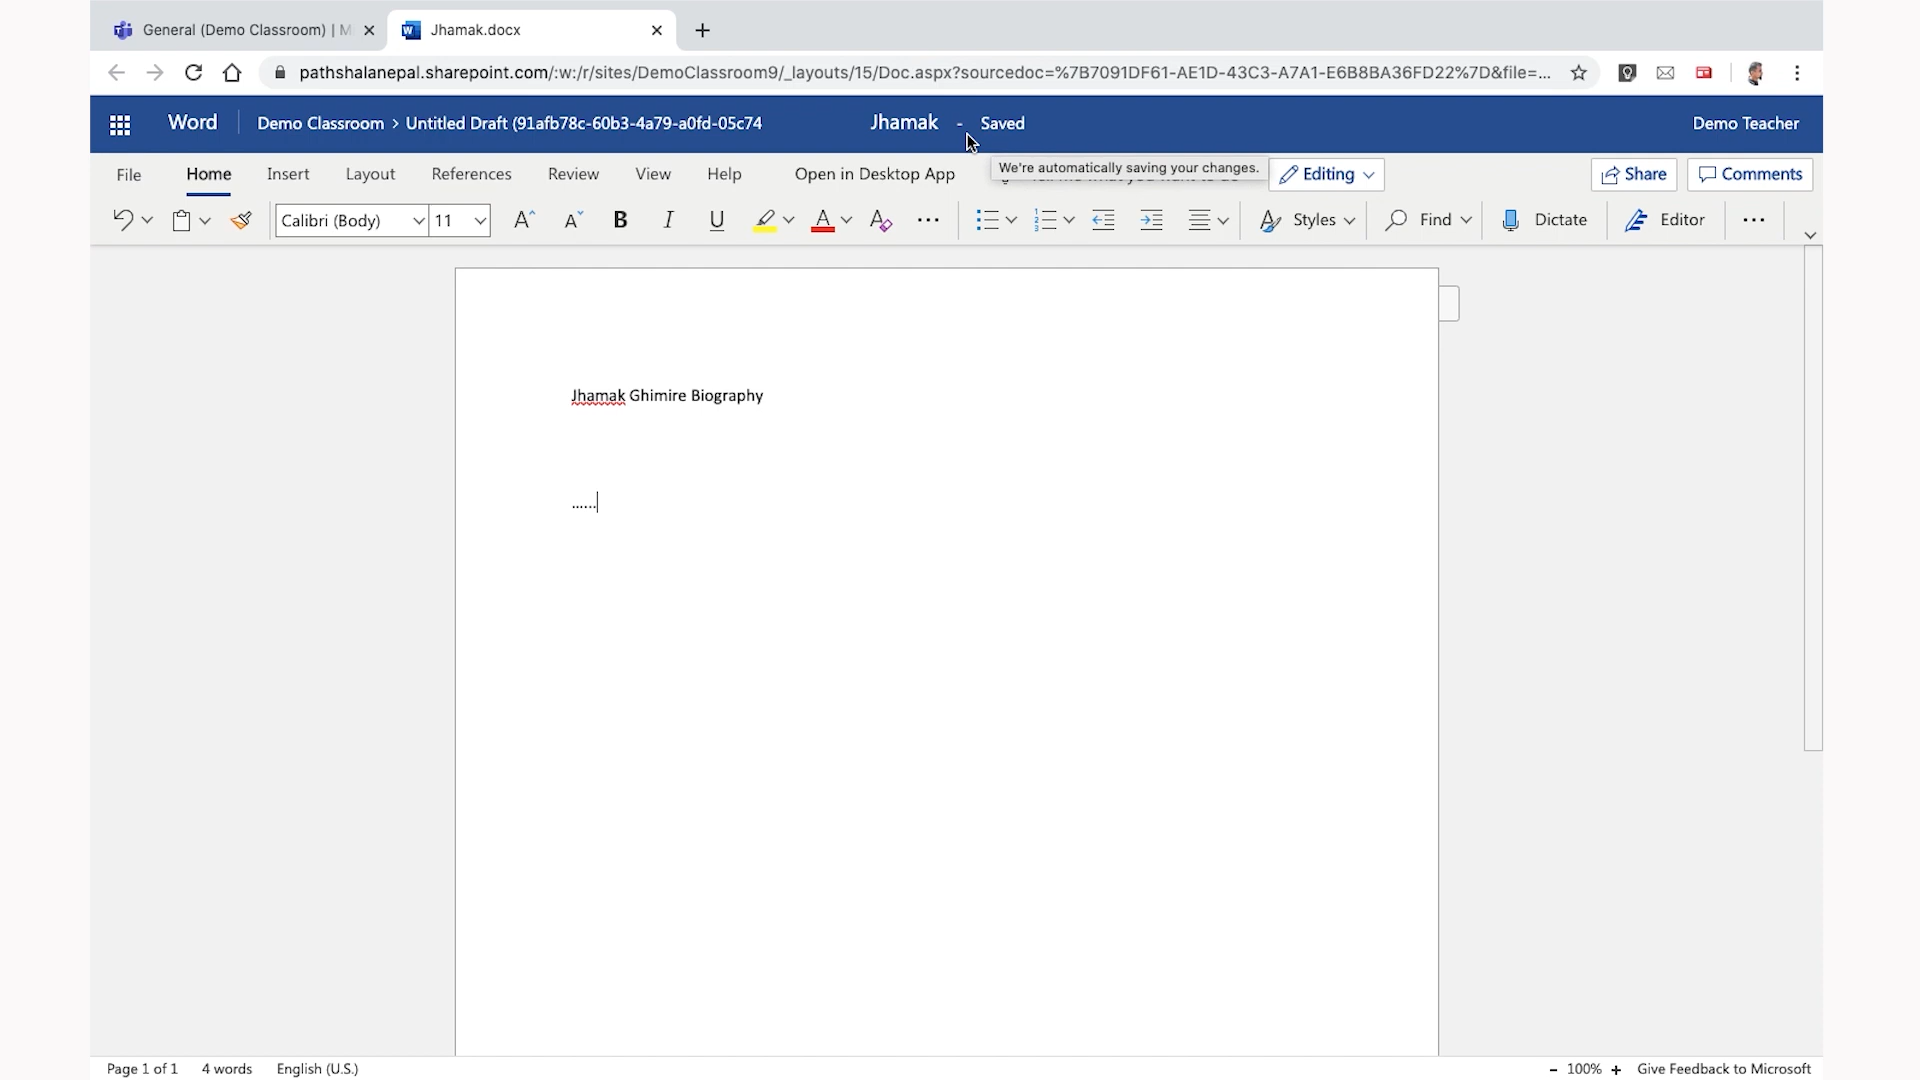 General (Demo Classroom) | M
Jhamak.docx
pathshalanepal.sharepoint.com/:w:/r/sites/DemoClassroom9/_layouts/15/Doc.aspx?sourcedoc=%7B7091DF61-AE1D-43C3-A7A1-E6B8BA36FD22%7D&file=...
Word
Demo Classroom > Untitled Draft (91afb78c-60b3-4a79-a0fd-05c74
Jhamak - Saved
Demo Teacher
File Home Insert Layout References Review View Help Open in Desktop App
We're automatically saving your changes.
Editing
Share
Comments
Calibri (Body) 11
Styles
Find
Dictate
Editor
Jhamak Ghimire Biography
......
Page 1 of 1 4 words English (U.S.)
- 100% + Give Feedback to Microsoft